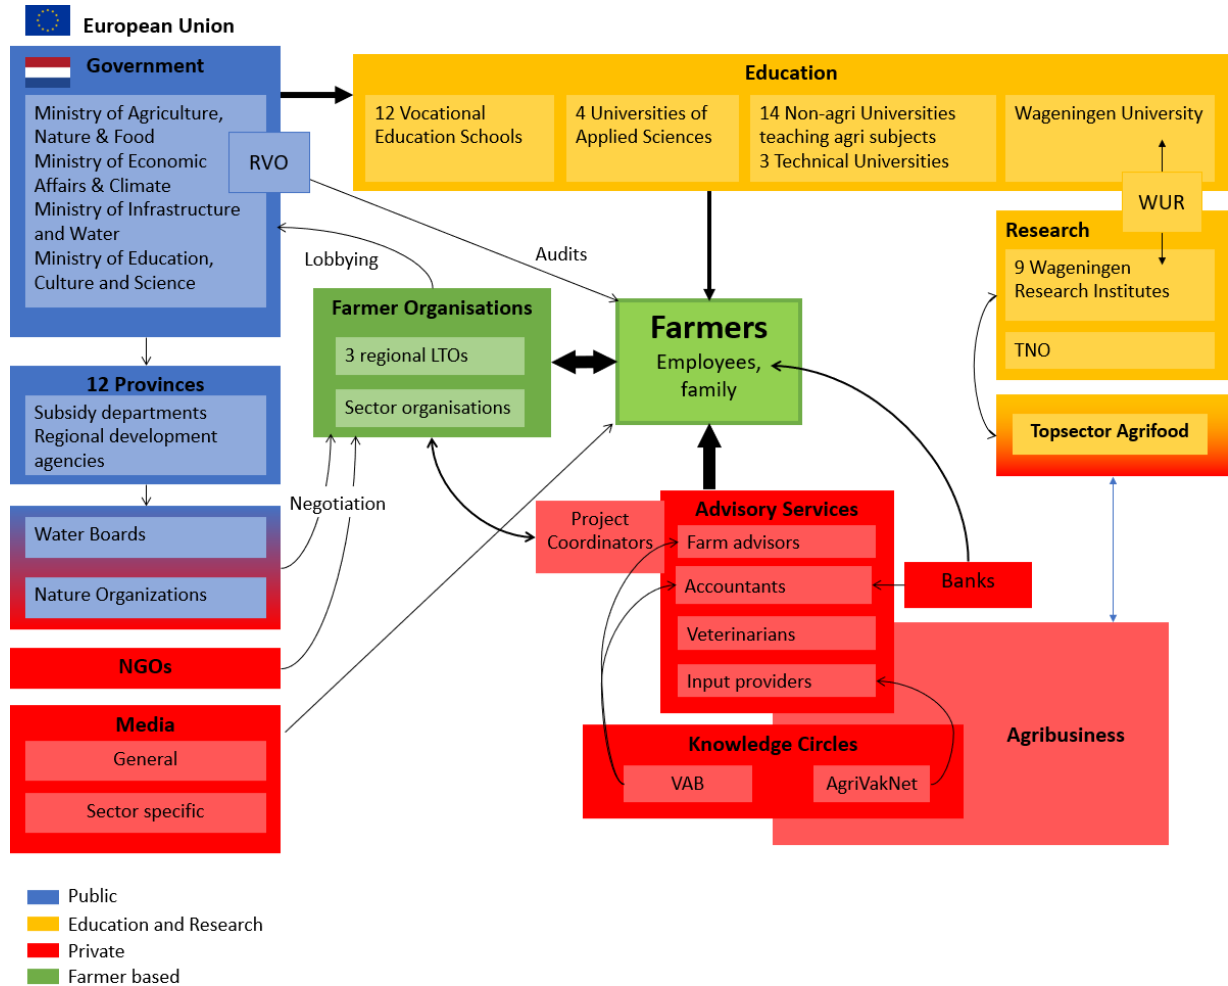 European Union
Government
Ministry of Agriculture,
Nature & Food
Ministry of Economic
Affairs & Climate
Ministry of Infrastructure
and Water
Ministry of Education,
Culture and Science
RVO
Education
12 Vocational
Education Schools
4 Universities of
Applied Sciences
14 Non-agri Universities
teaching agri subjects
3 Technical Universities
Wageningen University
WUR
Research
9 Wageningen
Research Institutes
TNO
Topsector Agrifood
Lobbying
Audits
Farmer Organisations
3 regional LTOs
Sector organisations
Farmers
Employees,
family
12 Provinces
Subsidy departments
Regional development
agencies
Negotiation
Water Boards
Nature Organizations
NGOs
Media
General
Sector specific
Project
Coordinators
Advisory Services
Farm advisors
Accountants
Veterinarians
Input providers
Banks
Agribusiness
Knowledge Circles
VAB
AgriVakNet
Public
Education and Research
Private
Farmer based